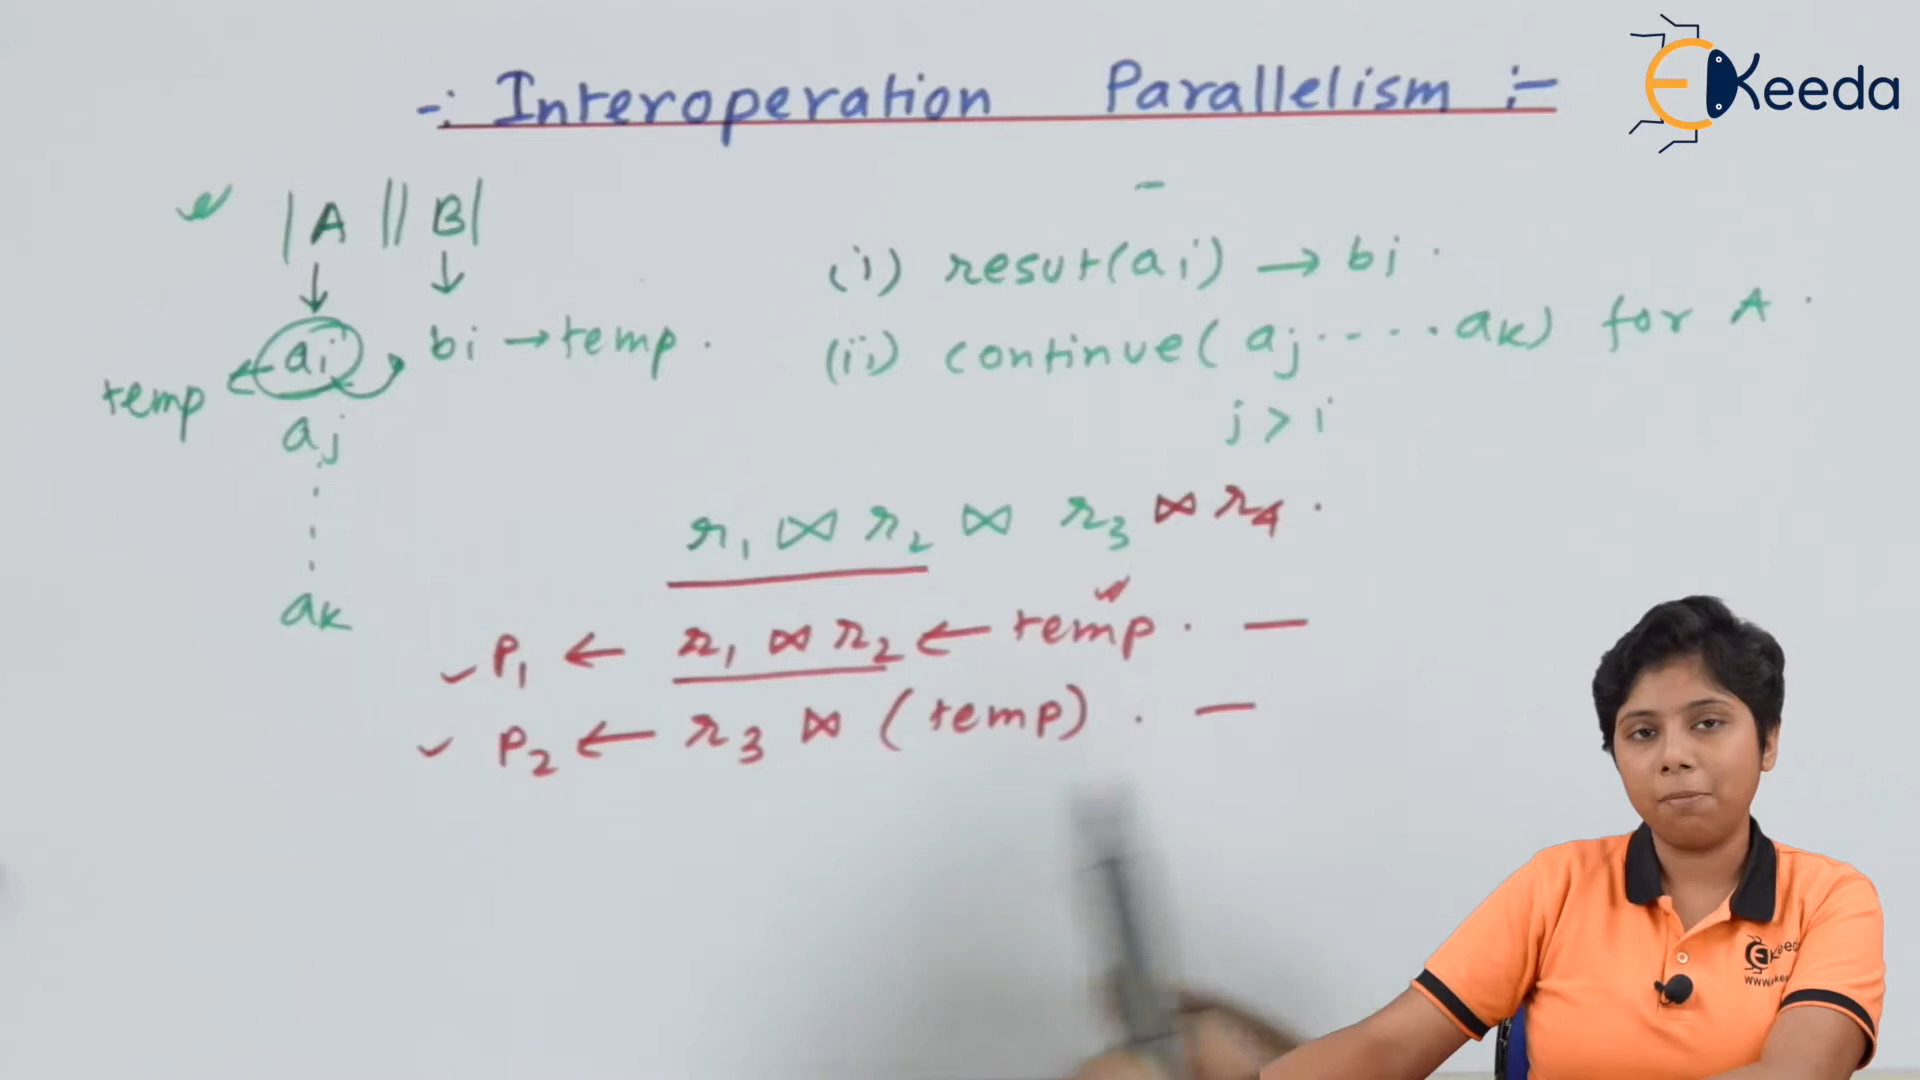 -: Interoperation Parallelism :-
EKeeda
|A || B|
ai bi → temp.
temp
aj
ak
(i) resut(ai) → bi.
(ii) continue(aj.....ak) for A.
j > i
r1 ⋈ r2 ⋈ r3 ⋈ r4.
P1 ← r1 ⋈ r2 ← temp. —
P2 ← r3 ⋈ (temp). —